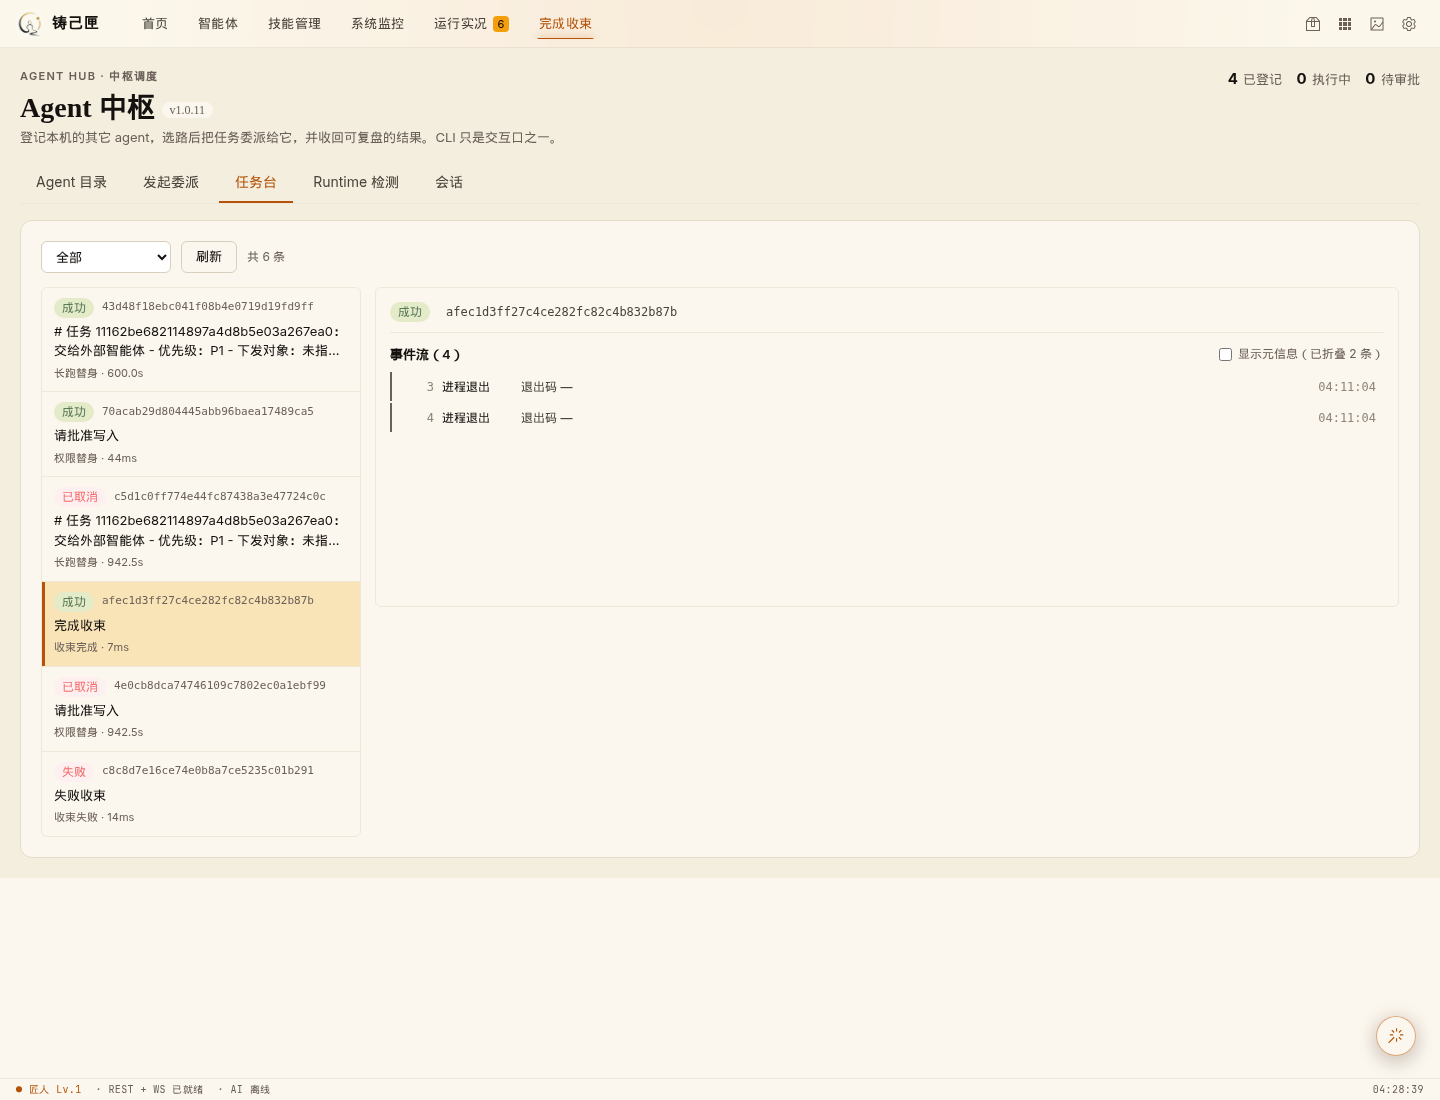 铸己匣
首页 智能体 技能管理 系统监控 运行实况 6 完成收束
AGENT HUB · 中枢调度
4 已登记 0 执行中 0 待审批
Agent 中枢 v1.0.11
登记本机的其它 agent，选路后把任务委派给它，并收回可复盘的结果。CLI 只是交互口之一。
Agent 目录 发起委派 任务台 Runtime 检测 会话
全部 刷新 共 6 条
成功 43d48f18ebc041f08b4e0719d19fd9ff
# 任务 11162be682114897a4d8b5e03a267ea0：
交给外部智能体 - 优先级：P1 - 下发对象：未指...
长跑替身 · 600.0s
成功 70acab29d804445abb96baea17489ca5
请批准写入
权限替身 · 44ms
已取消 c5d1c0ff774e44fc87438a3e47724c0c
# 任务 11162be682114897a4d8b5e03a267ea0：
交给外部智能体 - 优先级：P1 - 下发对象：未指...
长跑替身 · 942.5s
成功 afec1d3ff27c4ce282fc82c4b832b87b
完成收束
收束完成 · 7ms
已取消 4e0cb8dca74746109c7802ec0a1ebf99
请批准写入
权限替身 · 942.5s
失败 c8c8d7e16ce74e0b8a7ce5235c01b291
失败收束
收束失败 · 14ms
成功 afec1d3ff27c4ce282fc82c4b832b87b
事件流（4） 显示元信息（已折叠 2 条）
3 进程退出 退出码 — 04:11:04
4 进程退出 退出码 — 04:11:04
匠人 Lv.1 · REST + WS 已就绪 · AI 离线 04:28:39